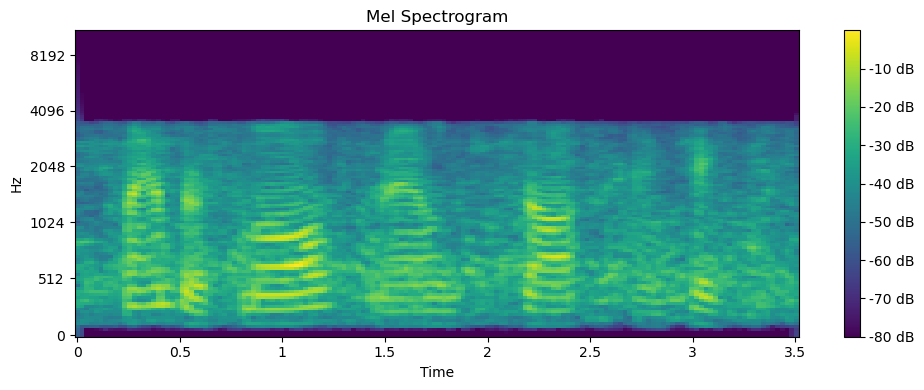 Mel Spectrogram
8192
4096
2048
1024
512
0
Hz
0
0.5
1
1.5
2
2.5
3
3.5
Time
-10 dB
-20 dB
-30 dB
-40 dB
-50 dB
-60 dB
-70 dB
-80 dB